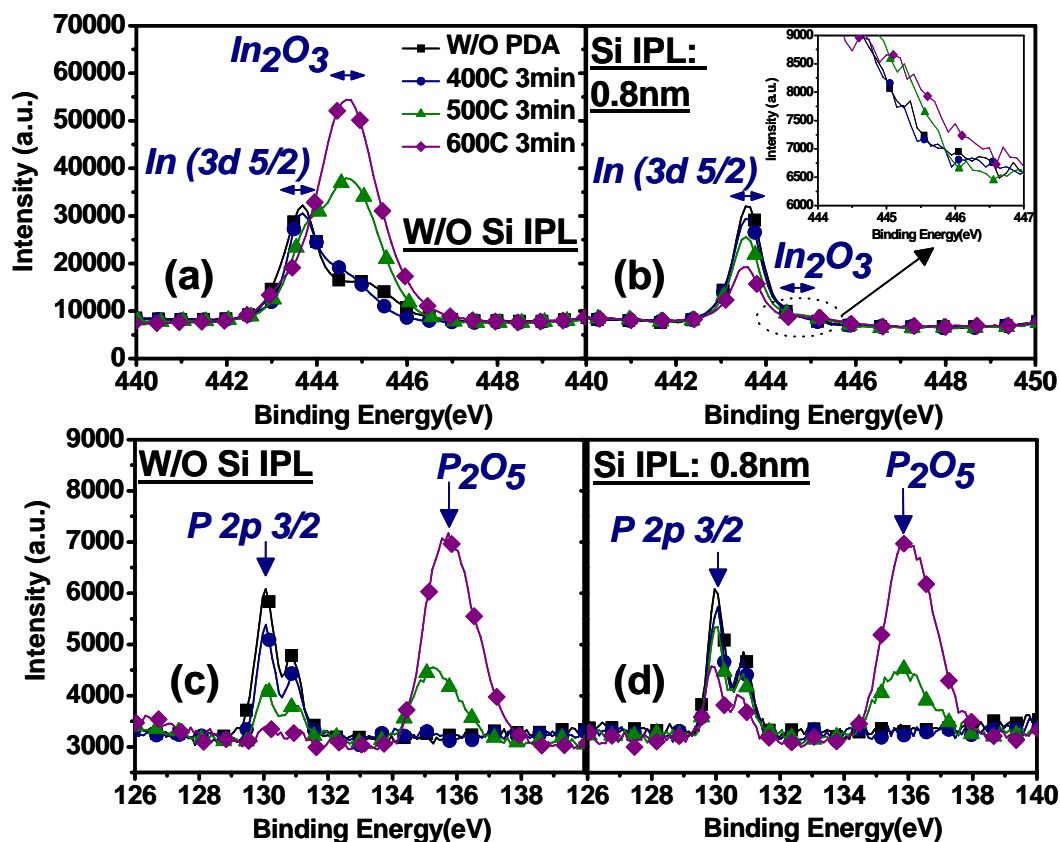 70000
60000
50000
40000
30000
20000
10000
0
Intensity (a.u.)
In2O3
W/O PDA
400C 3min
500C 3min
600C 3min
In (3d 5/2)
W/O Si IPL
(a)
440 442 444 446 448 440
Binding Energy(eV)
Si IPL:
0.8nm
In (3d 5/2)
In2O3
(b)
442 444 446 448 450
Binding Energy(eV)
9000
8500
8000
7500
7000
6500
6000
Intensity (a.u.)
444 445 446 447
Binding Energy(eV)
9000
8000
7000
6000
5000
4000
3000
Intensity (a.u.)
W/O Si IPL
P2O5
P 2p 3/2
(c)
126 128 130 132 134 136 138 126
Binding Energy(eV)
Si IPL: 0.8nm
P2O5
P 2p 3/2
(d)
128 130 132 134 136 138 140
Binding Energy(eV)